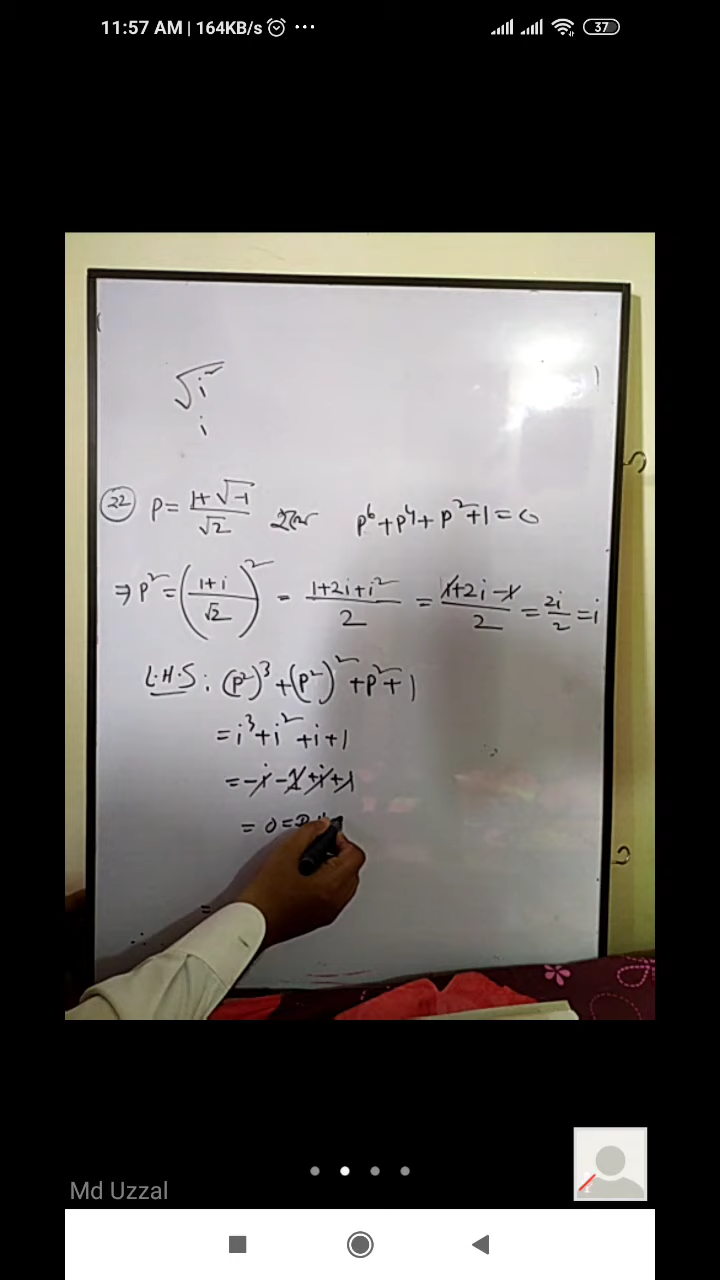 11:57 AM | 164KB/s ...
37
√i²
i
(22) P = (1+√-1)/√2 হলে P⁶+P⁴+P²+1=0
⇒ P² = ((1+i)/√2)² = (1+2i+i²)/2 = (1+2i-1)/2 = 2i/2 = i
L.H.S: (P²)³+(P²)²+P²+1
= i³+i²+i+1
= -i-1+i+1
= 0 =
=
∴
Md Uzzal